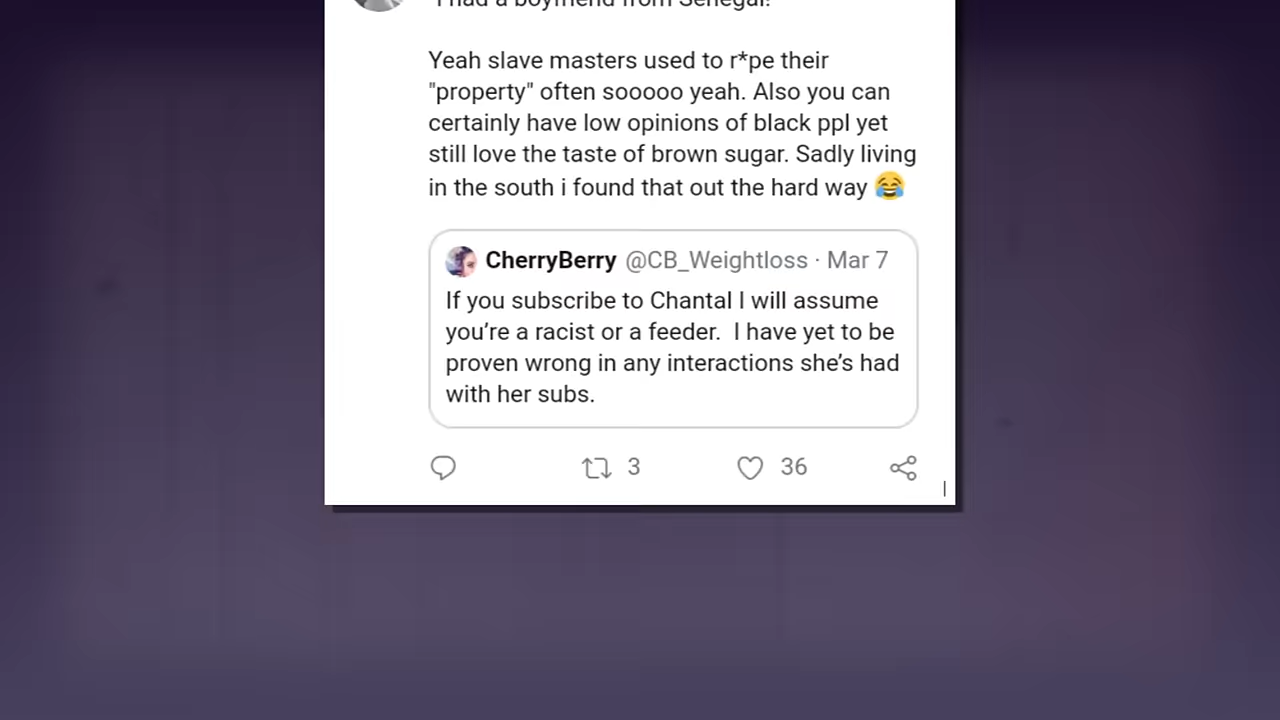 "I had a boyfriend from Senegal!"
Yeah slave masters used to r*pe their
"property" often sooooo yeah. Also you can
certainly have low opinions of black ppl yet
still love the taste of brown sugar. Sadly living
in the south i found that out the hard way 😂
CherryBerry @CB_Weightloss · Mar 7
If you subscribe to Chantal I will assume
you’re a racist or a feeder.  I have yet to be
proven wrong in any interactions she’s had
with her subs.
3
36